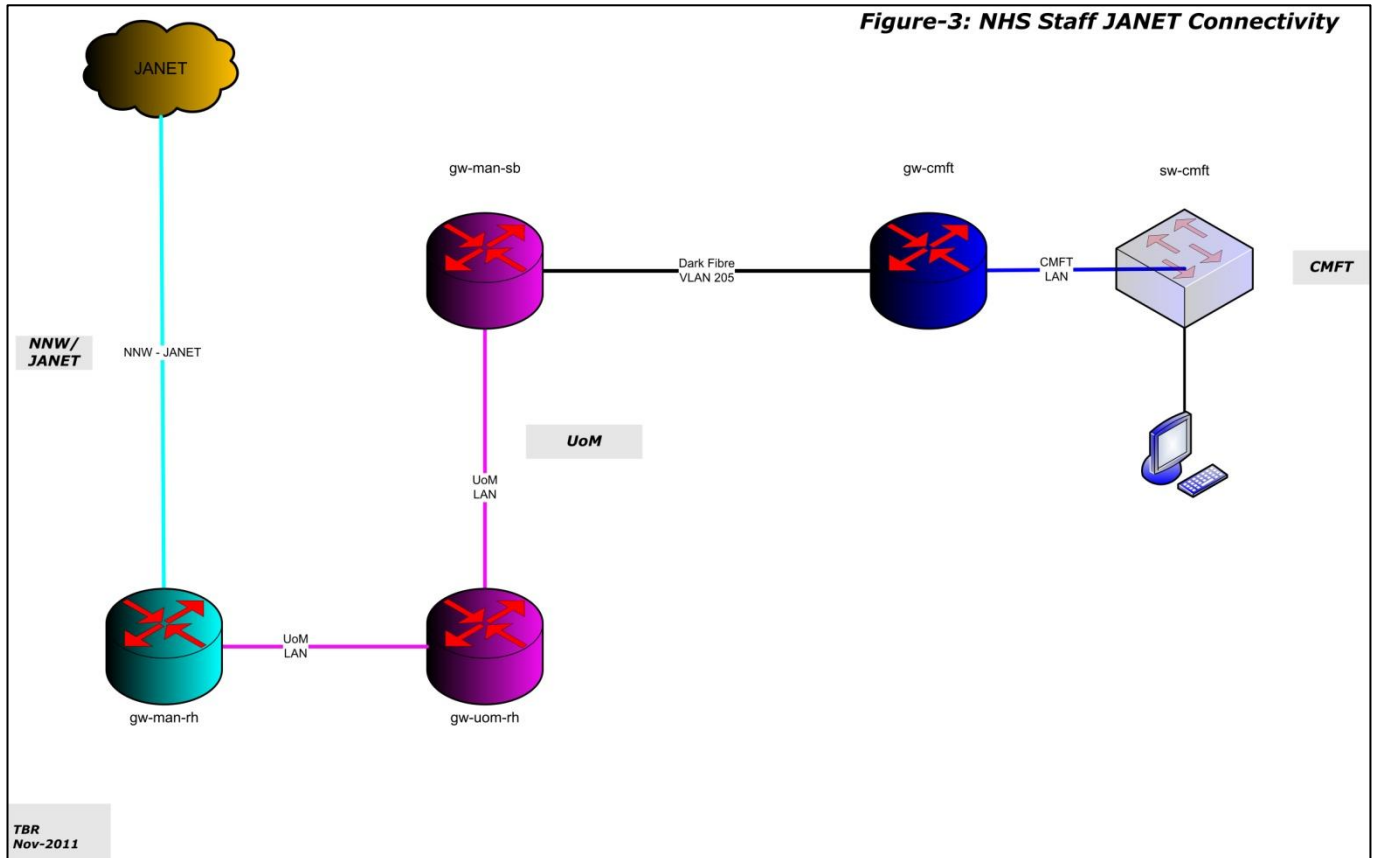 Figure-3: NHS Staff JANET Connectivity
JANET
gw-man-sb
gw-cmft
sw-cmft
Dark Fibre
VLAN 205
CMFT
LAN
CMFT
NNW/
JANET
NNW - JANET
UoM
UoM
LAN
UoM
LAN
gw-man-rh
gw-uom-rh
TBR
Nov-2011